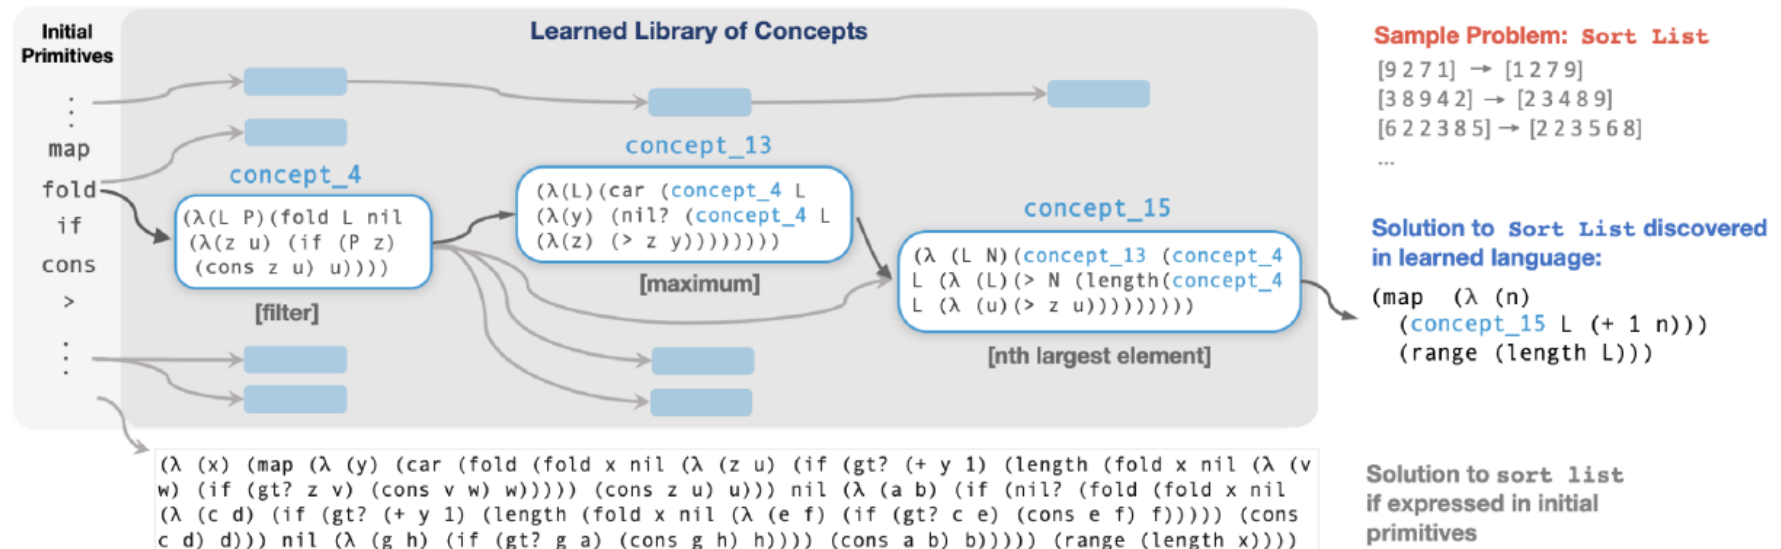 Initial
Primitives
⋮
map
fold
if
cons
>
⋮
Learned Library of Concepts
concept_4
(λ(L P)(fold L nil
(λ(z u) (if (P z)
(cons z u) u))))
[filter]
concept_13
(λ(L)(car (concept_4 L
(λ(y) (nil? (concept_4 L
(λ(z) (> z y))))))))
[maximum]
concept_15
(λ (L N)(concept_13 (concept_4
L (λ (L)(> N (length(concept_4
L (λ (u)(> z u)))))))))
[nth largest element]
Sample Problem: Sort List
[9 2 7 1] → [1 2 7 9]
[3 8 9 4 2] → [2 3 4 8 9]
[6 2 2 3 8 5] → [2 2 3 5 6 8]
...
Solution to Sort List discovered
in learned language:
(map (λ (n)
(concept_15 L (+ 1 n)))
(range (length L)))
(λ (x) (map (λ (y) (car (fold (fold x nil (λ (z u) (if (gt? (+ y 1) (length (fold x nil (λ (v
w) (if (gt? z v) (cons v w) w))))) (cons z u) u))) nil (λ (a b) (if (nil? (fold (fold x nil
(λ (c d) (if (gt? (+ y 1) (length (fold x nil (λ (e f) (if (gt? c e) (cons e f) f))))) (cons
c d) d))) nil (λ (g h) (if (gt? g a) (cons g h) h)))) (cons a b) b))))) (range (length x))))
Solution to sort list
if expressed in initial
primitives